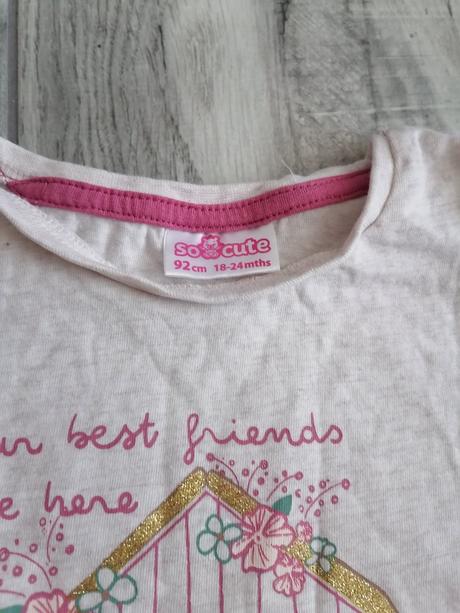 so cute
92cm 18-24mths
best friends
here